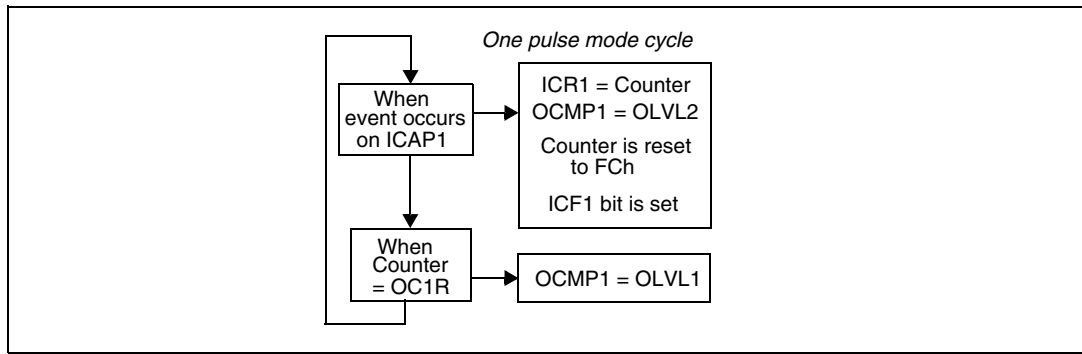 One pulse mode cycle
When
event occurs
on ICAP1
ICR1 = Counter
OCMP1 = OLVL2
Counter is reset
to FCh
ICF1 bit is set
When
Counter
= OC1R
OCMP1 = OLVL1